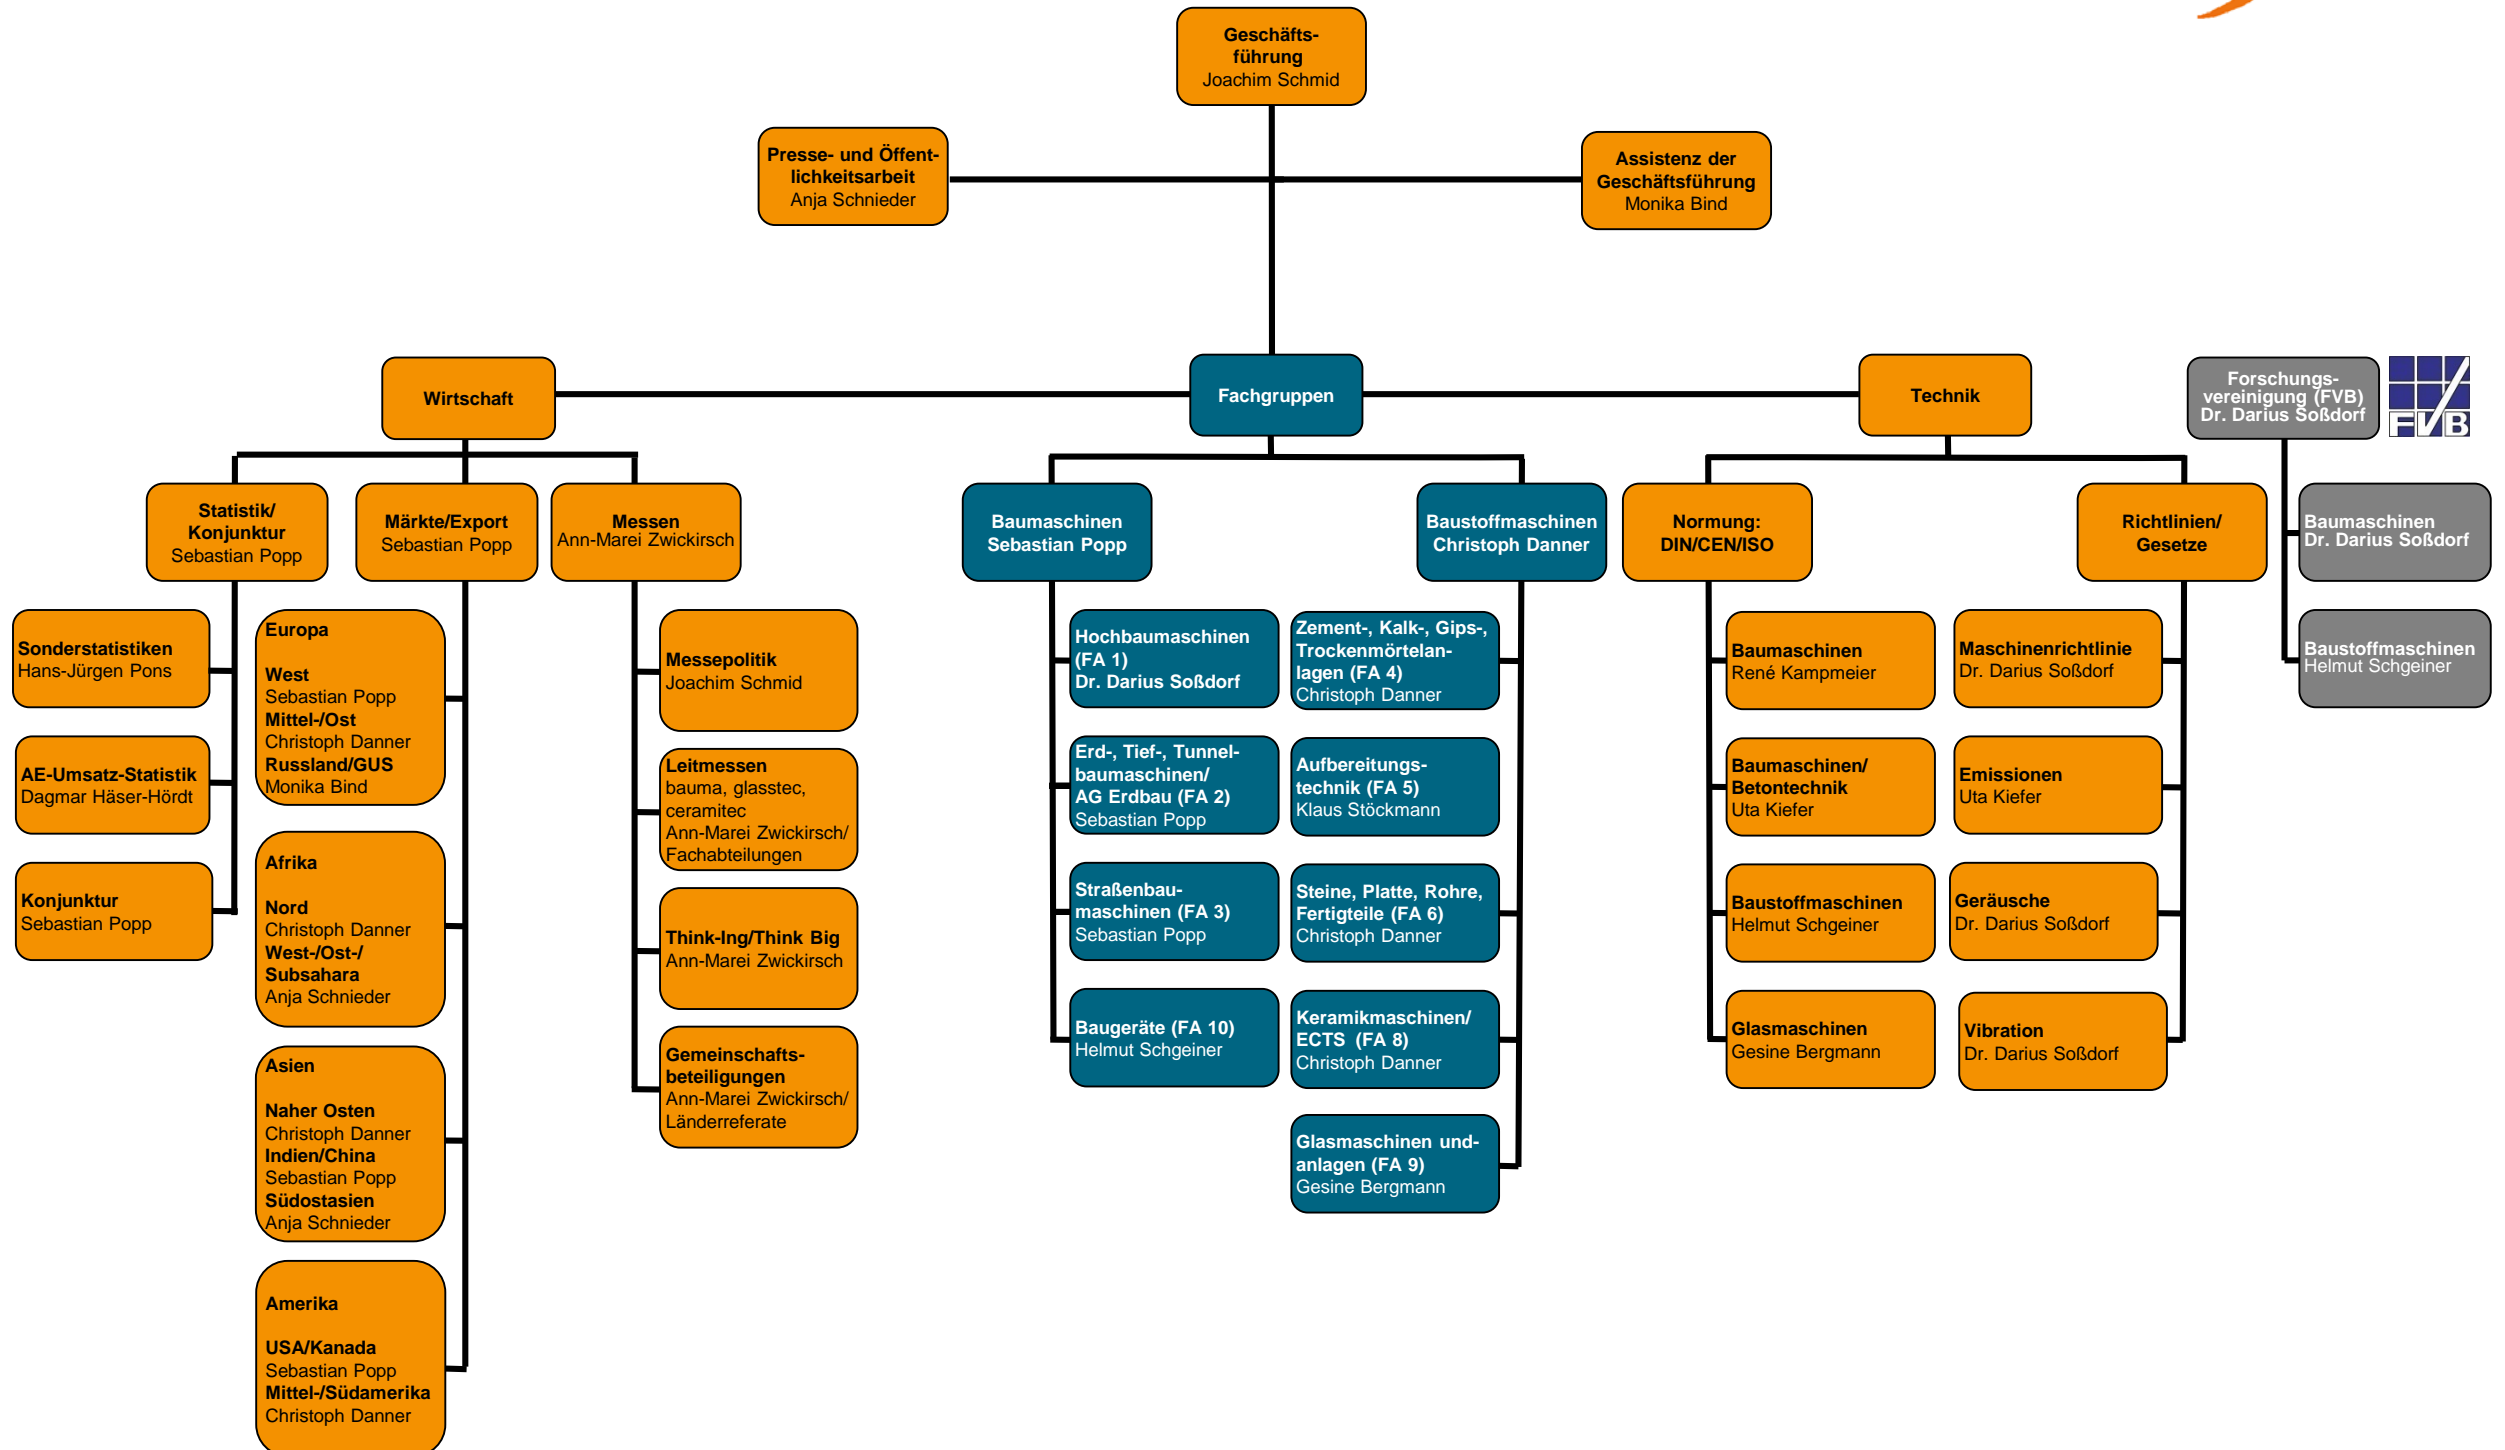 Geschäfts-
führung
Joachim Schmid
Presse- und Öffent-
lichkeitsarbeit
Anja Schnieder
Assistenz der
Geschäftsführung
Monika Bind
Wirtschaft
Fachgruppen
Technik
Forschungs-
vereinigung (FVB)
Dr. Darius Soßdorf
FVB
Statistik/
Konjunktur
Sebastian Popp
Märkte/Export
Sebastian Popp
Messen
Ann-Marei Zwickirsch
Baumaschinen
Sebastian Popp
Baustoffmaschinen
Christoph Danner
Normung:
DIN/CEN/ISO
Richtlinien/
Gesetze
Baumaschinen
Dr. Darius Soßdorf
Baustoffmaschinen
Helmut Schgeiner
Sonderstatistiken
Hans-Jürgen Pons
AE-Umsatz-Statistik
Dagmar Häser-Hördt
Konjunktur
Sebastian Popp
Europa
West
Sebastian Popp
Mittel-/Ost
Christoph Danner
Russland/GUS
Monika Bind
Afrika
Nord
Christoph Danner
West-/Ost-/
Subsahara
Anja Schnieder
Asien
Naher Osten
Christoph Danner
Indien/China
Sebastian Popp
Südostasien
Anja Schnieder
Amerika
USA/Kanada
Sebastian Popp
Mittel-/Südamerika
Christoph Danner
Messepolitik
Joachim Schmid
Leitmessen
bauma, glasstec,
ceramitec
Ann-Marei Zwickirsch/
Fachabteilungen
Think-Ing/Think Big
Ann-Marei Zwickirsch
Gemeinschafts-
beteiligungen
Ann-Marei Zwickirsch/
Länderreferate
Hochbaumaschinen
(FA 1)
Dr. Darius Soßdorf
Erd-, Tief-, Tunnel-
baumaschinen/
AG Erdbau (FA 2)
Sebastian Popp
Straßenbau-
maschinen (FA 3)
Sebastian Popp
Baugeräte (FA 10)
Helmut Schgeiner
Zement-, Kalk-, Gips-,
Trockenmörtelan-
lagen (FA 4)
Christoph Danner
Aufbereitungs-
technik (FA 5)
Klaus Stöckmann
Steine, Platte, Rohre,
Fertigteile (FA 6)
Christoph Danner
Keramikmaschinen/
ECTS (FA 8)
Christoph Danner
Glasmaschinen und-
anlagen (FA 9)
Gesine Bergmann
Baumaschinen
René Kampmeier
Baumaschinen/
Betontechnik
Uta Kiefer
Baustoffmaschinen
Helmut Schgeiner
Glasmaschinen
Gesine Bergmann
Maschinenrichtlinie
Dr. Darius Soßdorf
Emissionen
Uta Kiefer
Geräusche
Dr. Darius Soßdorf
Vibration
Dr. Darius Soßdorf